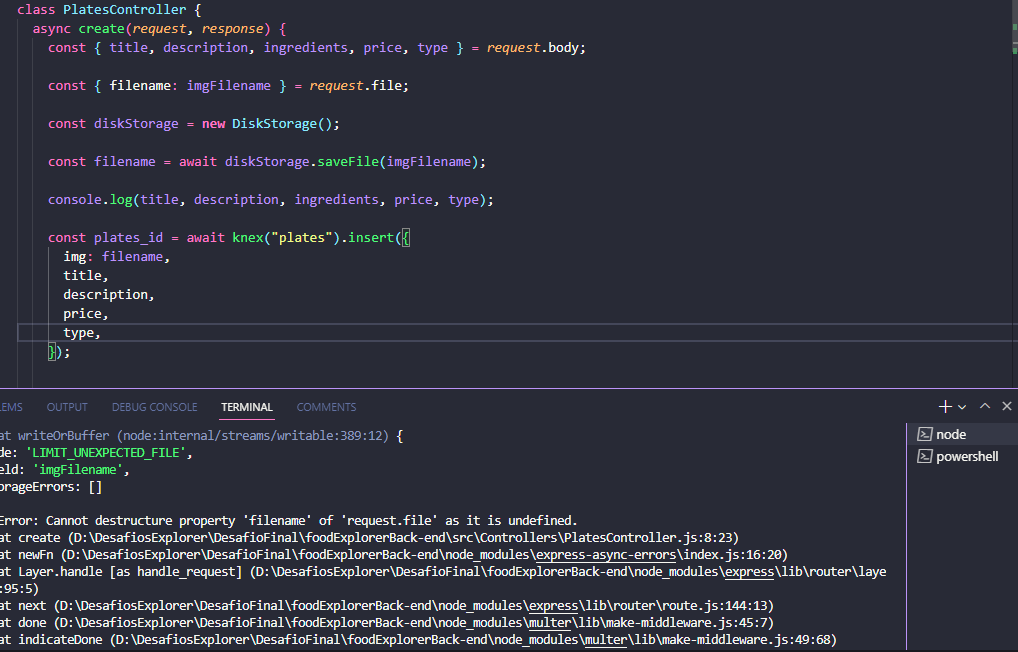 class PlatesController {
async create(request, response) {
const { title, description, ingredients, price, type } = request.body;
const { filename: imgFilename } = request.file;
const diskStorage = new DiskStorage();
const filename = await diskStorage.saveFile(imgFilename);
console.log(title, description, ingredients, price, type);
const plates_id = await knex("plates").insert({
img: filename,
title,
description,
price,
type,
});
LEMS OUTPUT DEBUG CONSOLE TERMINAL COMMENTS
at writeOrBuffer (node:internal/streams/writable:389:12) {
de: 'LIMIT_UNEXPECTED_FILE',
eld: 'imgFilename',
orageErrors: []
Error: Cannot destructure property 'filename' of 'request.file' as it is undefined.
at create (D:\DesafiosExplorer\DesafioFinal\foodExplorerBack-end\src\Controllers\PlatesController.js:8:23)
at newFn (D:\DesafiosExplorer\DesafioFinal\foodExplorerBack-end\node_modules\express-async-errors\index.js:16:20)
at Layer.handle [as handle_request] (D:\DesafiosExplorer\DesafioFinal\foodExplorerBack-end\node_modules\express\lib\router\laye
:95:5)
at next (D:\DesafiosExplorer\DesafioFinal\foodExplorerBack-end\node_modules\express\lib\router\route.js:144:13)
at done (D:\DesafiosExplorer\DesafioFinal\foodExplorerBack-end\node_modules\multer\lib\make-middleware.js:45:7)
at indicateDone (D:\DesafiosExplorer\DesafioFinal\foodExplorerBack-end\node_modules\multer\lib\make-middleware.js:49:68)
node
powershell